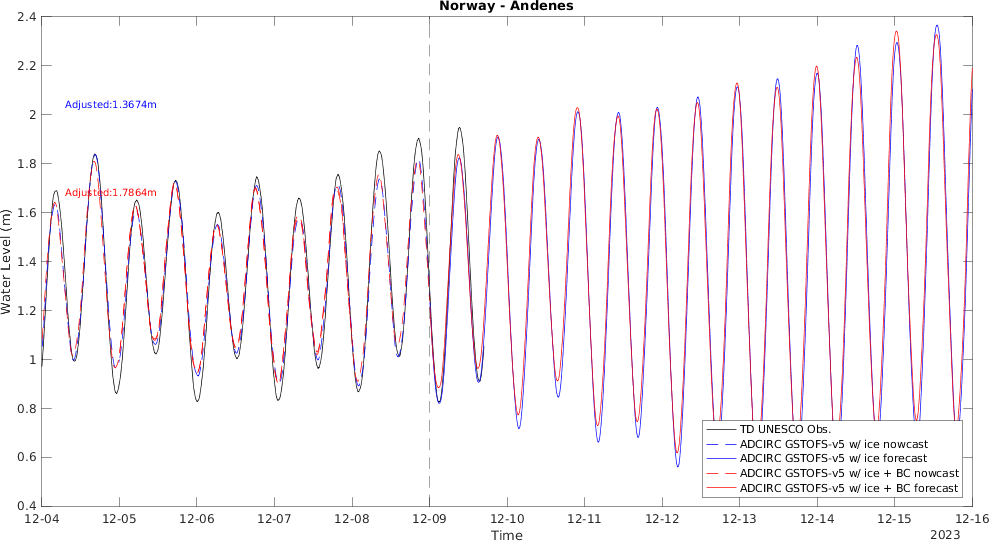 Norway - Andenes
2.4
2.2
2
1.8
1.6
1.4
1.2
1
0.8
0.6
0.4
Water Level (m)
Adjusted:1.3674m
Adjusted:1.7864m
TD UNESCO Obs.
ADCIRC GSTOFS-v5 w/ ice nowcast
ADCIRC GSTOFS-v5 w/ ice forecast
ADCIRC GSTOFS-v5 w/ ice + BC nowcast
ADCIRC GSTOFS-v5 w/ ice + BC forecast
12-04 12-05 12-06 12-07 12-08 12-09 12-10 12-11 12-12 12-13 12-14 12-15 12-16
Time
2023